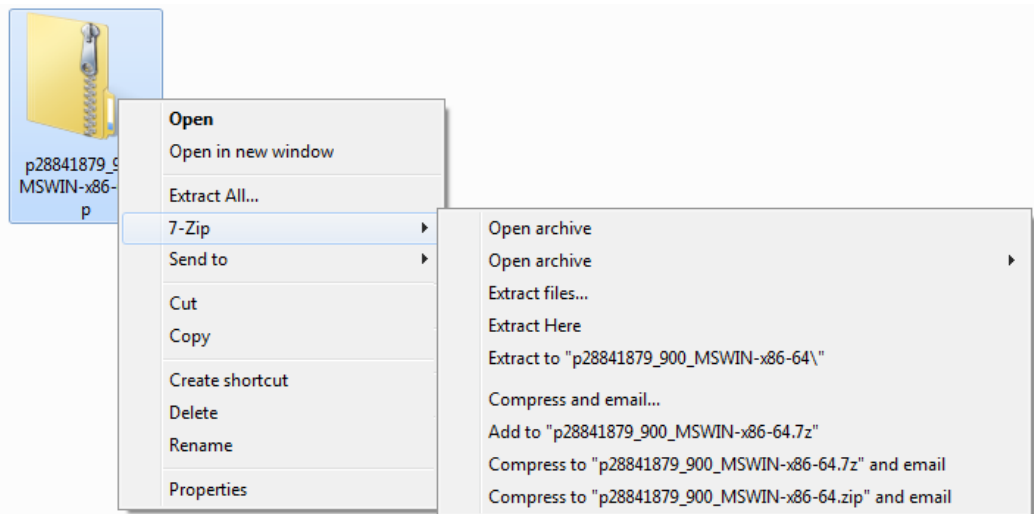 p28841879_9
MSWIN-x86-
p
Open
Open in new window
Extract All...
7-Zip
Send to
Cut
Copy
Create shortcut
Delete
Rename
Properties
Open archive
Open archive
Extract files...
Extract Here
Extract to "p28841879_900_MSWIN-x86-64\"
Compress and email...
Add to "p28841879_900_MSWIN-x86-64.7z"
Compress to "p28841879_900_MSWIN-x86-64.7z" and email
Compress to "p28841879_900_MSWIN-x86-64.zip" and email